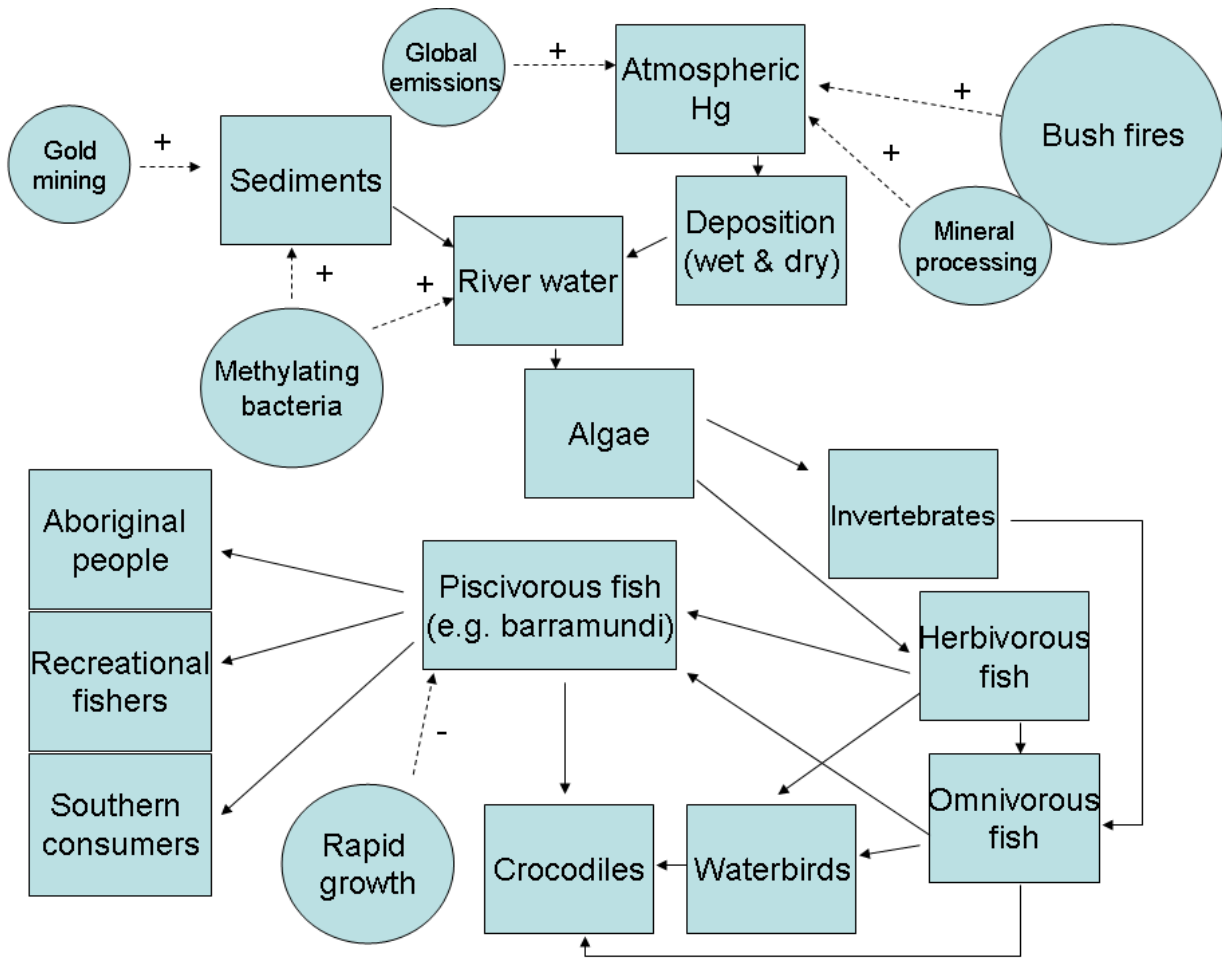 Global
emissions
+
Atmospheric
Hg
+
Bush fires
Gold
mining
+
Sediments
+
Deposition
(wet & dry)
Mineral
processing
River water
+
+
Methylating
bacteria
Algae
Invertebrates
Aboriginal
people
Piscivorous fish
(e.g. barramundi)
Herbivorous
fish
Recreational
fishers
-
Southern
consumers
Rapid
growth
Crocodiles
Waterbirds
Omnivorous
fish